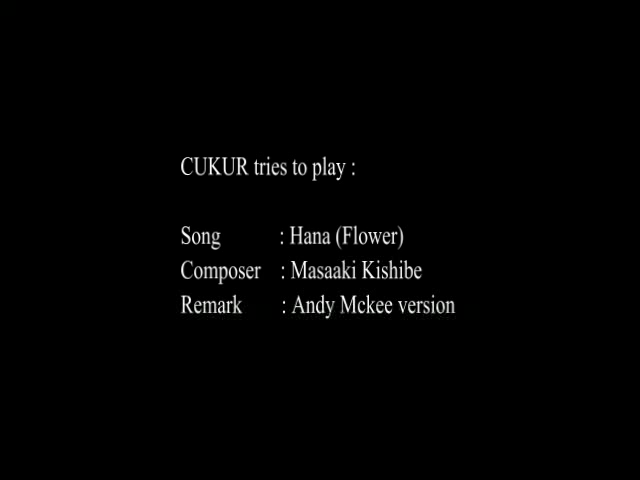 CUKUR tries to play :
Song : Hana (Flower)
Composer : Masaaki Kishibe
Remark : Andy Mckee version